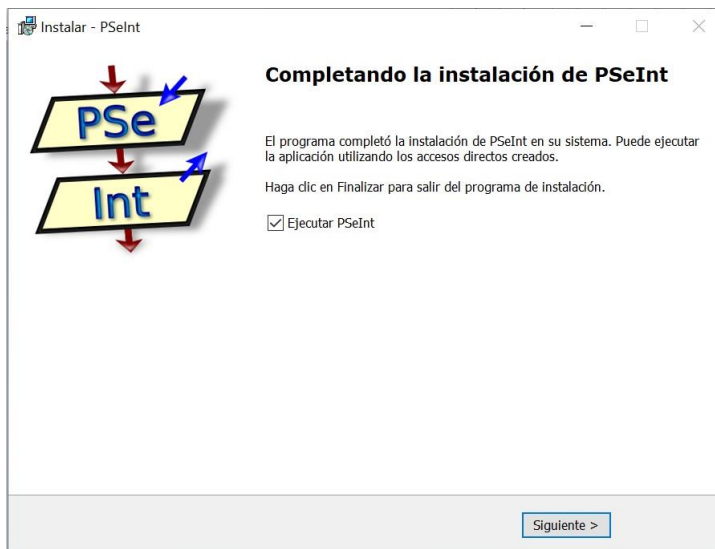 Instalar - PSeInt
Completando la instalación de PSeInt
PSe
Int
El programa completó la instalación de PSeInt en su sistema. Puede ejecutar
la aplicación utilizando los accesos directos creados.
Haga clic en Finalizar para salir del programa de instalación.
Ejecutar PSeInt
Siguiente >